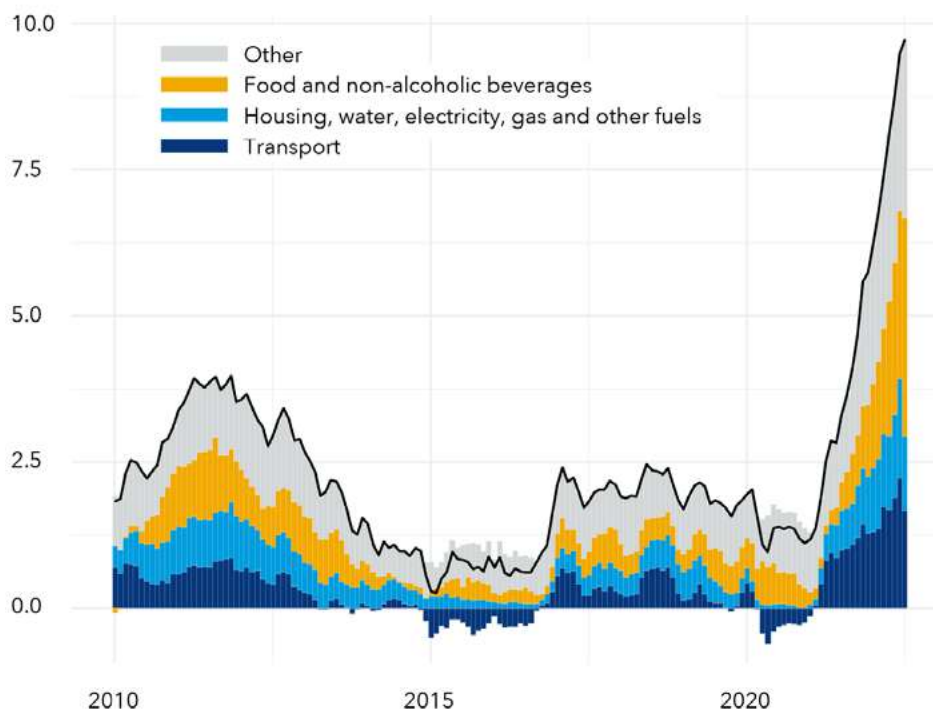 10.0
Other
Food and non-alcoholic beverages
Housing, water, electricity, gas and other fuels
Transport
7.5
5.0
2.5
0.0
2010 2015 2020